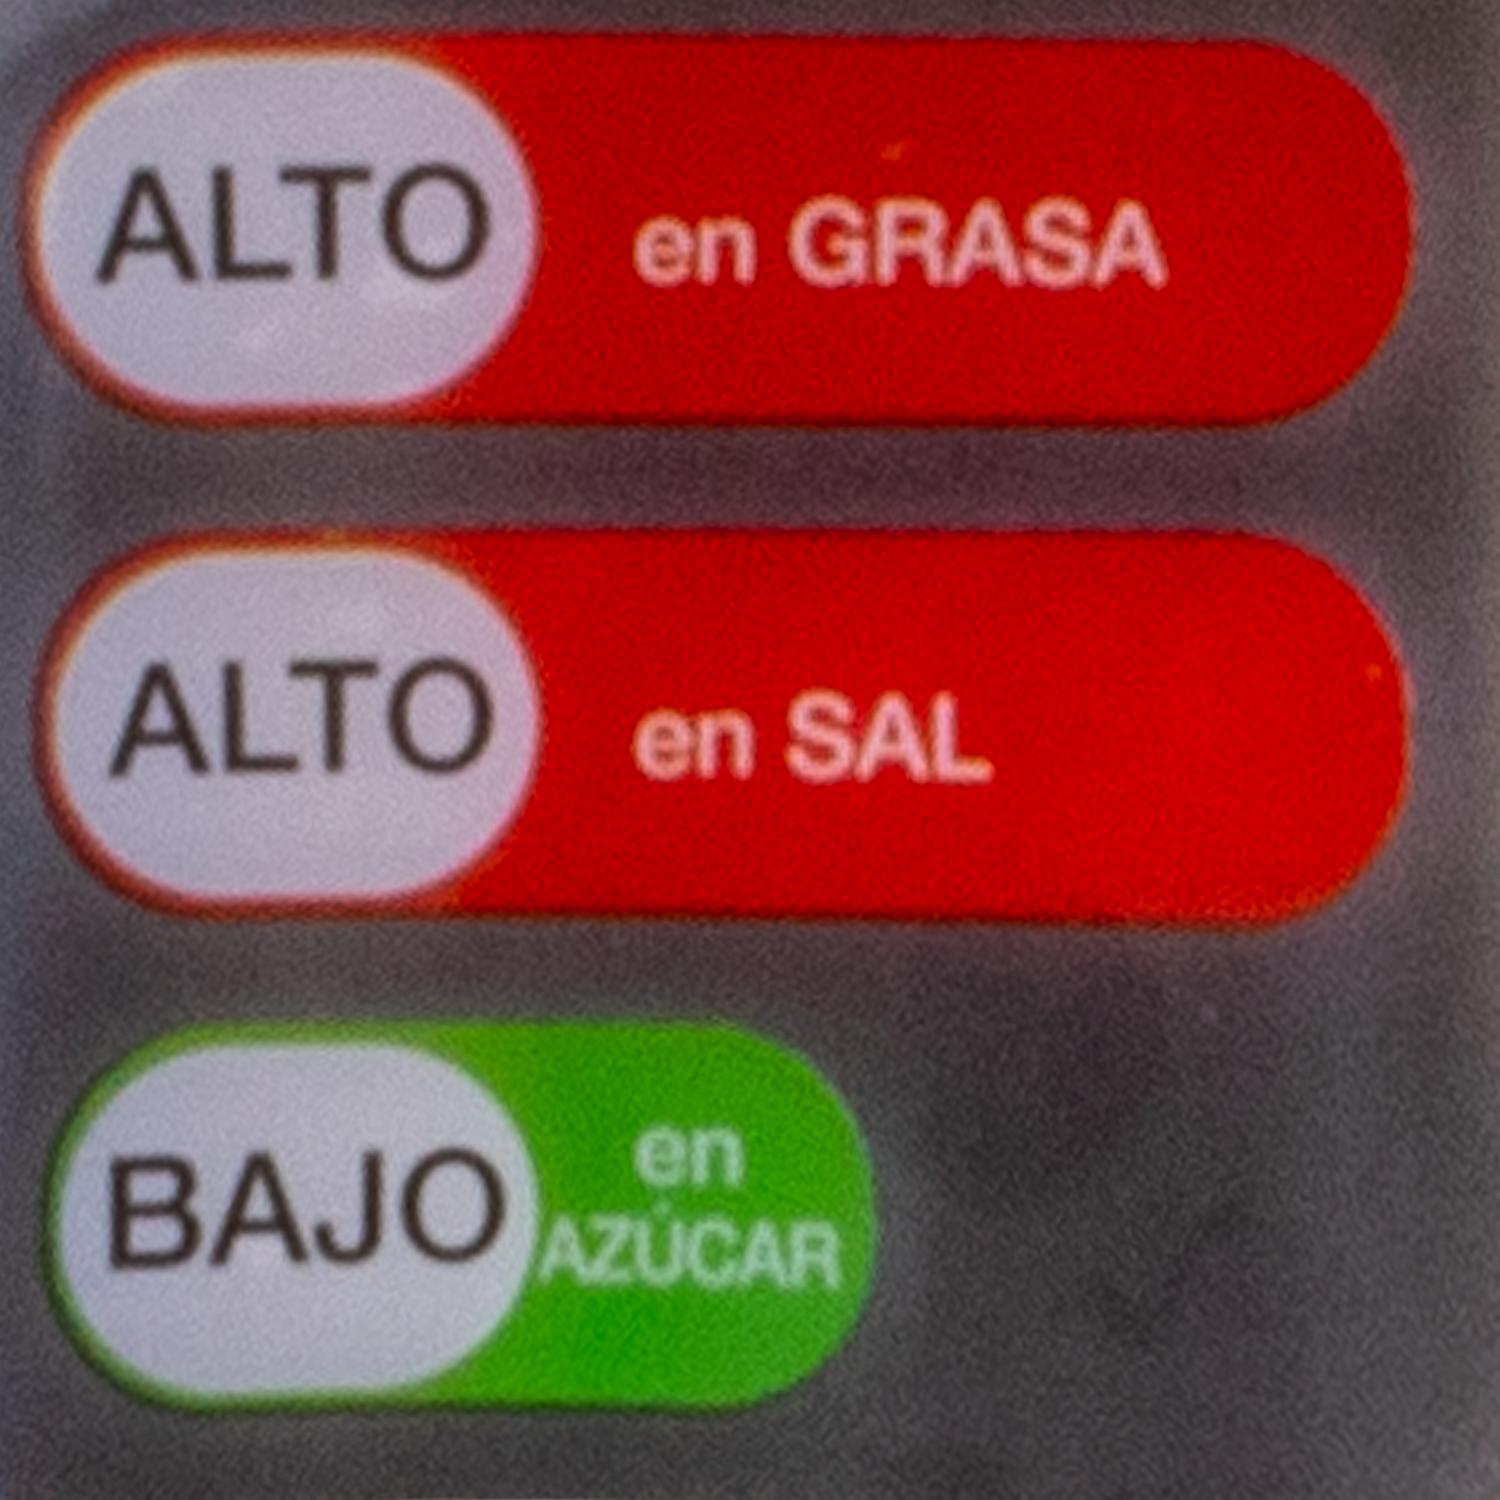 ALTO en GRASA
ALTO en SAL
BAJO en
AZÚCAR